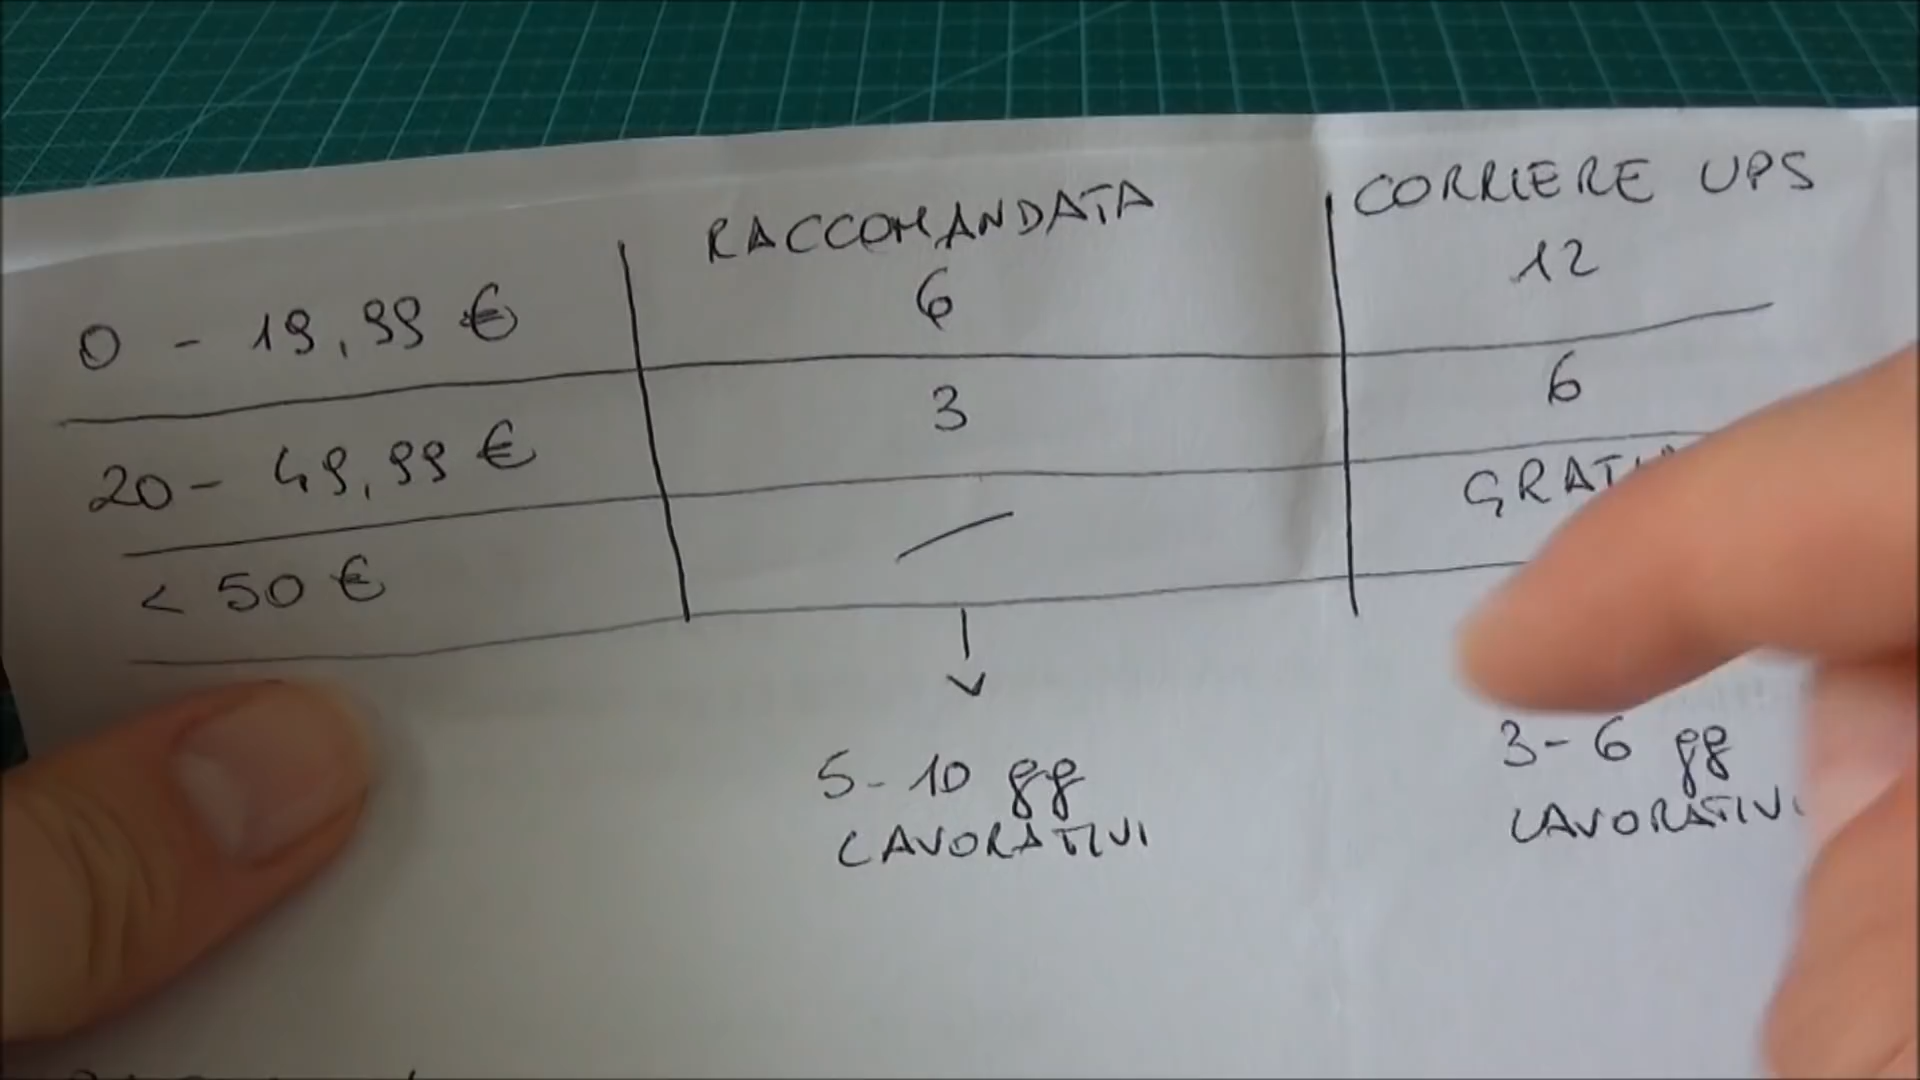 RACCOMANDATA CORRIERE UPS
0 - 19,99 € 6 12
20 - 49,99 € 3 6
< 50 € /
5-10 gg 3-6 gg
LAVORATIVI LAVORATIVI